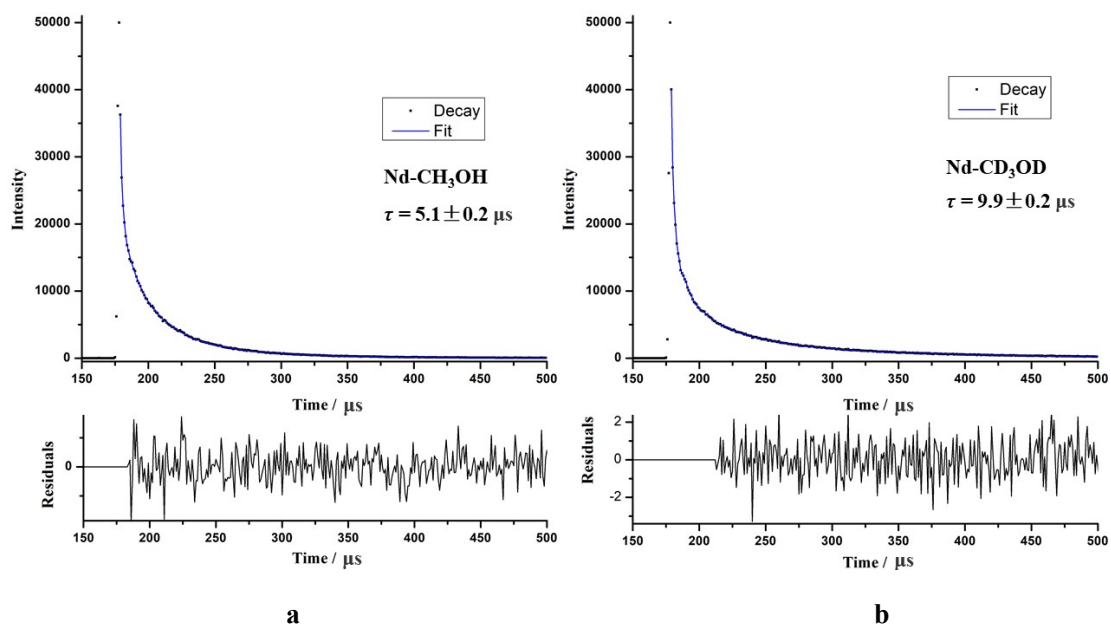 50000
40000
30000
20000
10000
0
Intensity
Decay
Fit
Nd-CH₃OH
τ = 5.1±0.2 μs
150 200 250 300 350 400 450 500
Time / μs
0
Residuals
150 200 250 300 350 400 450 500
Time / μs
a
50000
40000
30000
20000
10000
0
Intensity
Decay
Fit
Nd-CD₃OD
τ = 9.9±0.2 μs
150 200 250 300 350 400 450 500
Time / μs
2
0
-2
Residuals
150 200 250 300 350 400 450 500
Time / μs
b